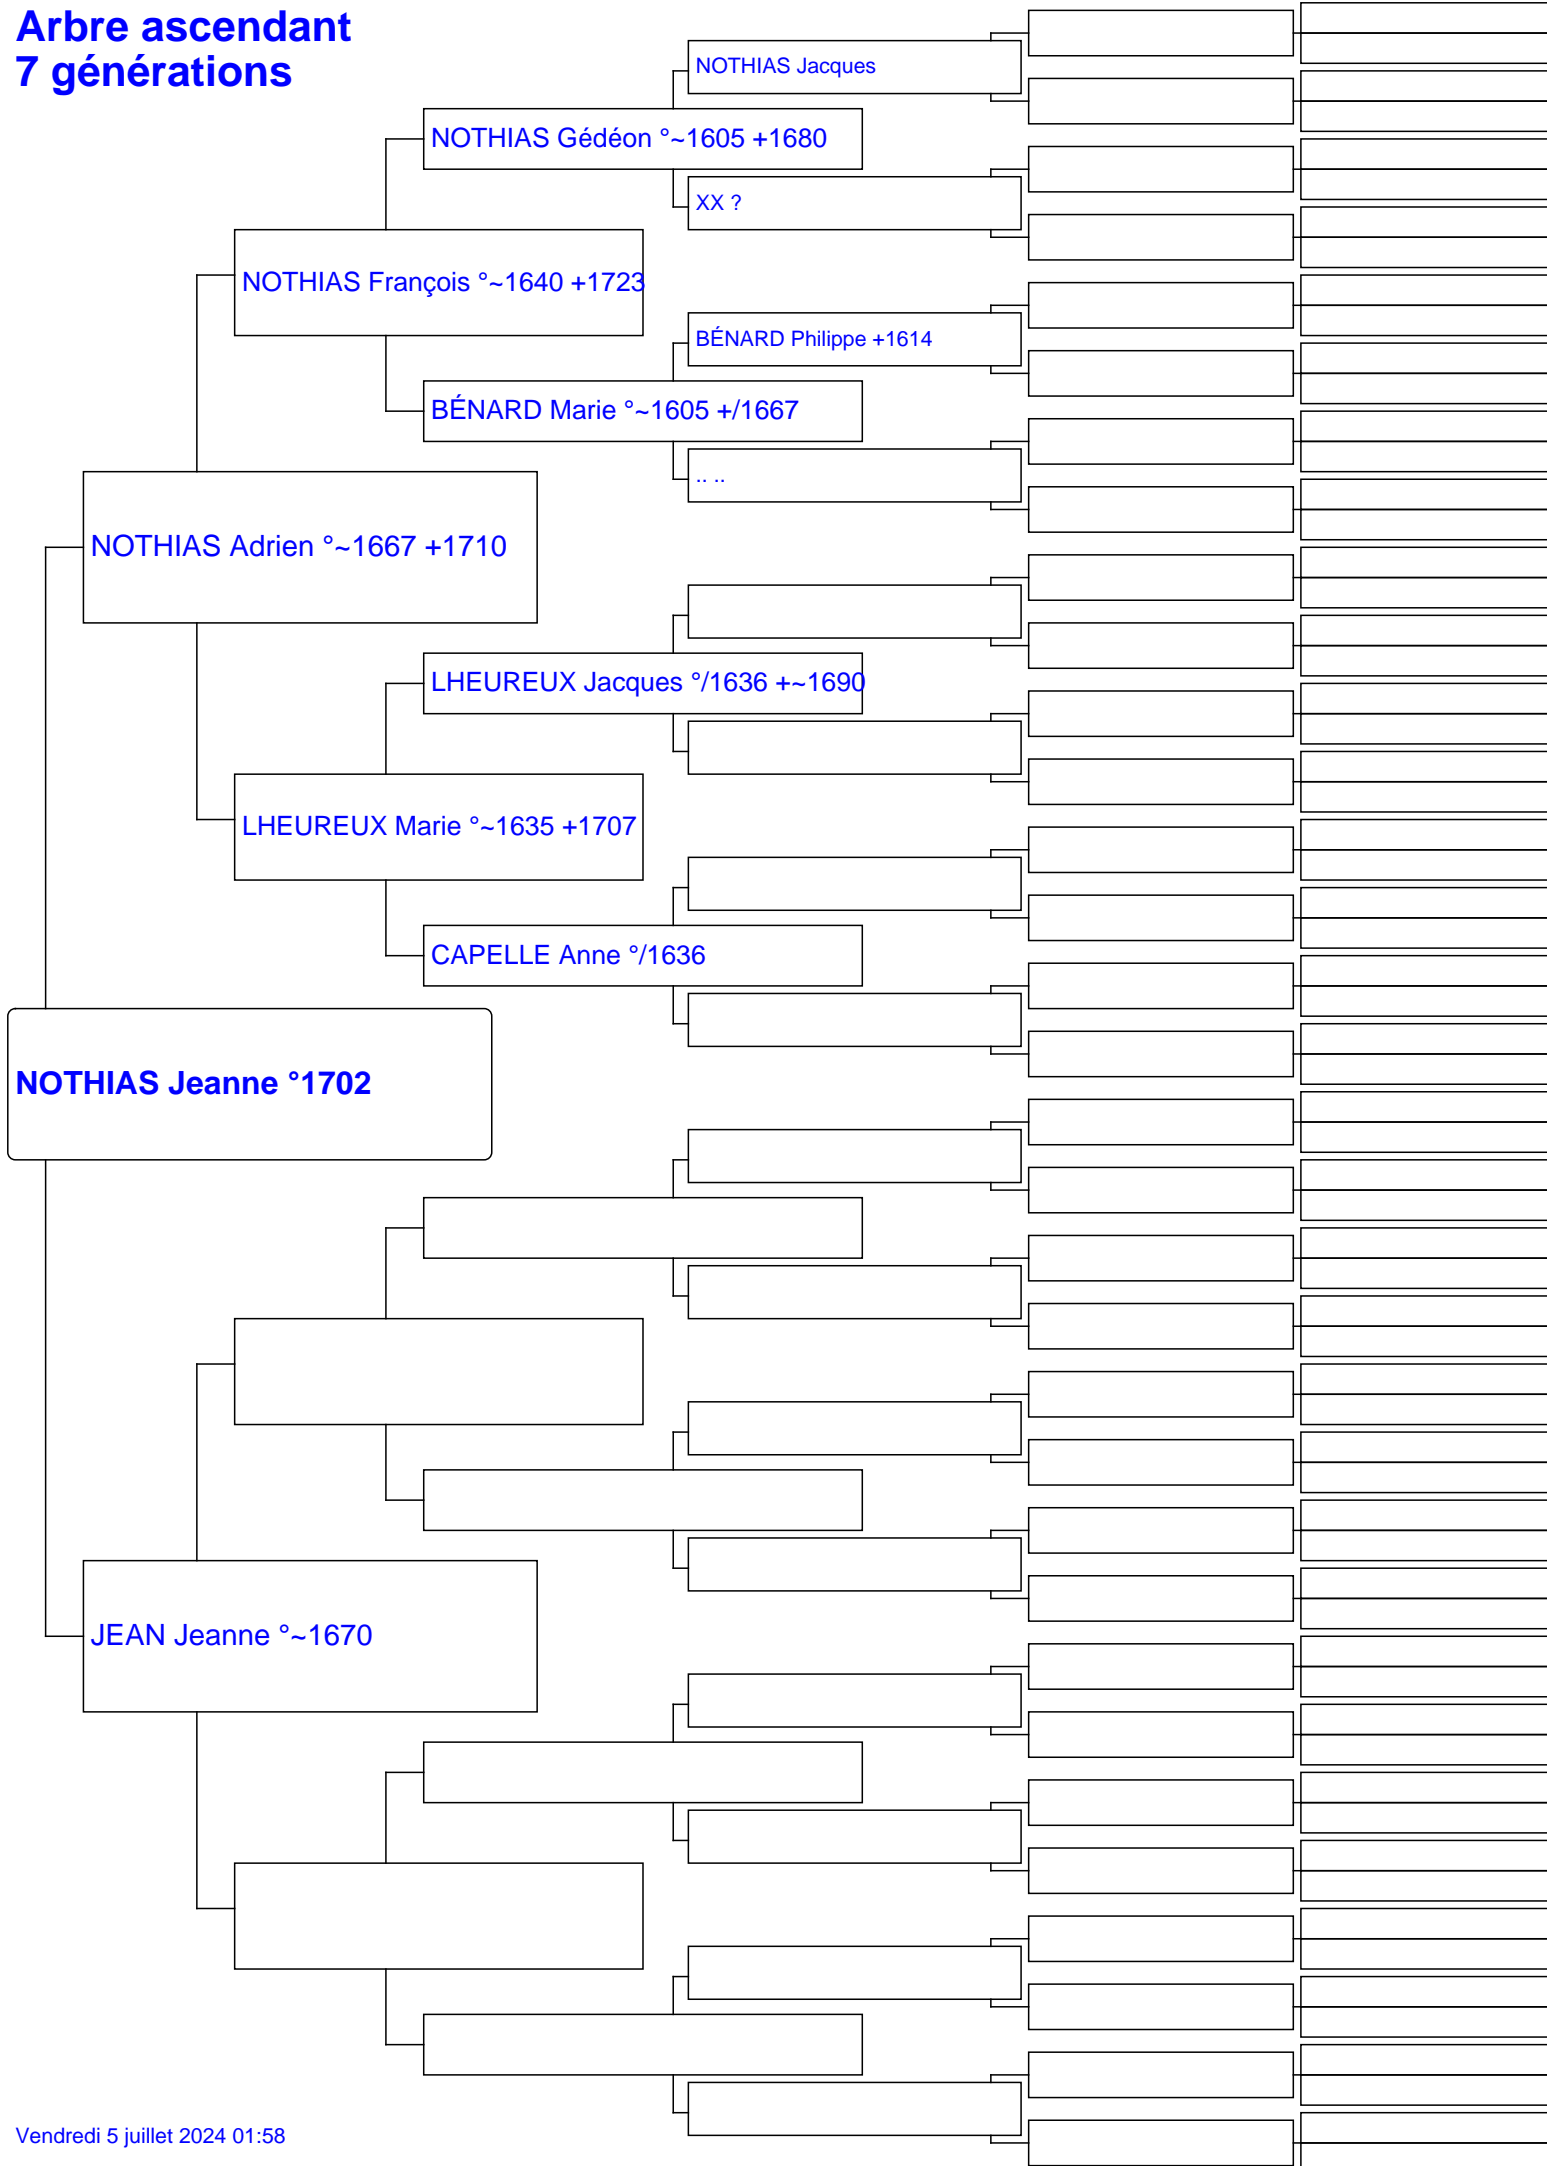 Arbre ascendant
7 générations
NOTHIAS Jacques
NOTHIAS Gédéon °~1605 +1680
XX ?
NOTHIAS François °~1640 +1723
BÉNARD Philippe +1614
BÉNARD Marie °~1605 +/1667
.. ..
NOTHIAS Adrien °~1667 +1710
LHEUREUX Jacques °/1636 +~1690
LHEUREUX Marie °~1635 +1707
CAPELLE Anne °/1636
NOTHIAS Jeanne °1702
JEAN Jeanne °~1670
Vendredi 5 juillet 2024 01:58